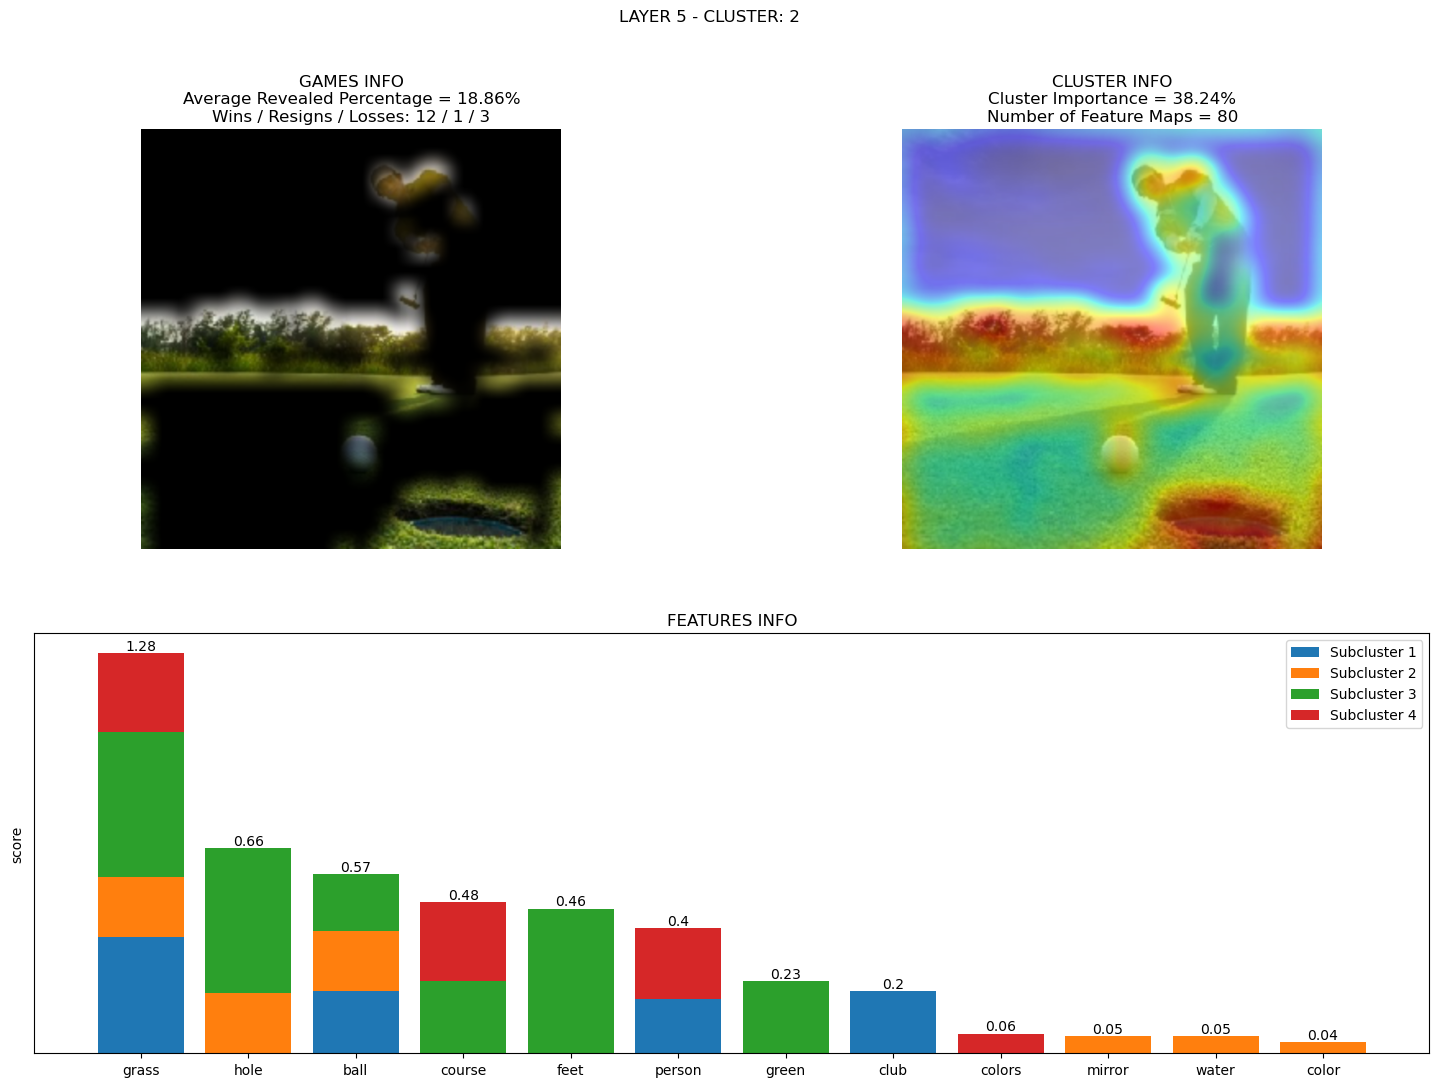 LAYER 5 - CLUSTER: 2
GAMES INFO
Average Revealed Percentage = 18.86%
Wins / Resigns / Losses: 12 / 1 / 3
CLUSTER INFO
Cluster Importance = 38.24%
Number of Feature Maps = 80
FEATURES INFO
score
1.28
0.66
0.57
0.48
0.46
0.4
0.23
0.2
0.06
0.05
0.05
0.04
Subcluster 1
Subcluster 2
Subcluster 3
Subcluster 4
grass hole ball course feet person green club colors mirror water color